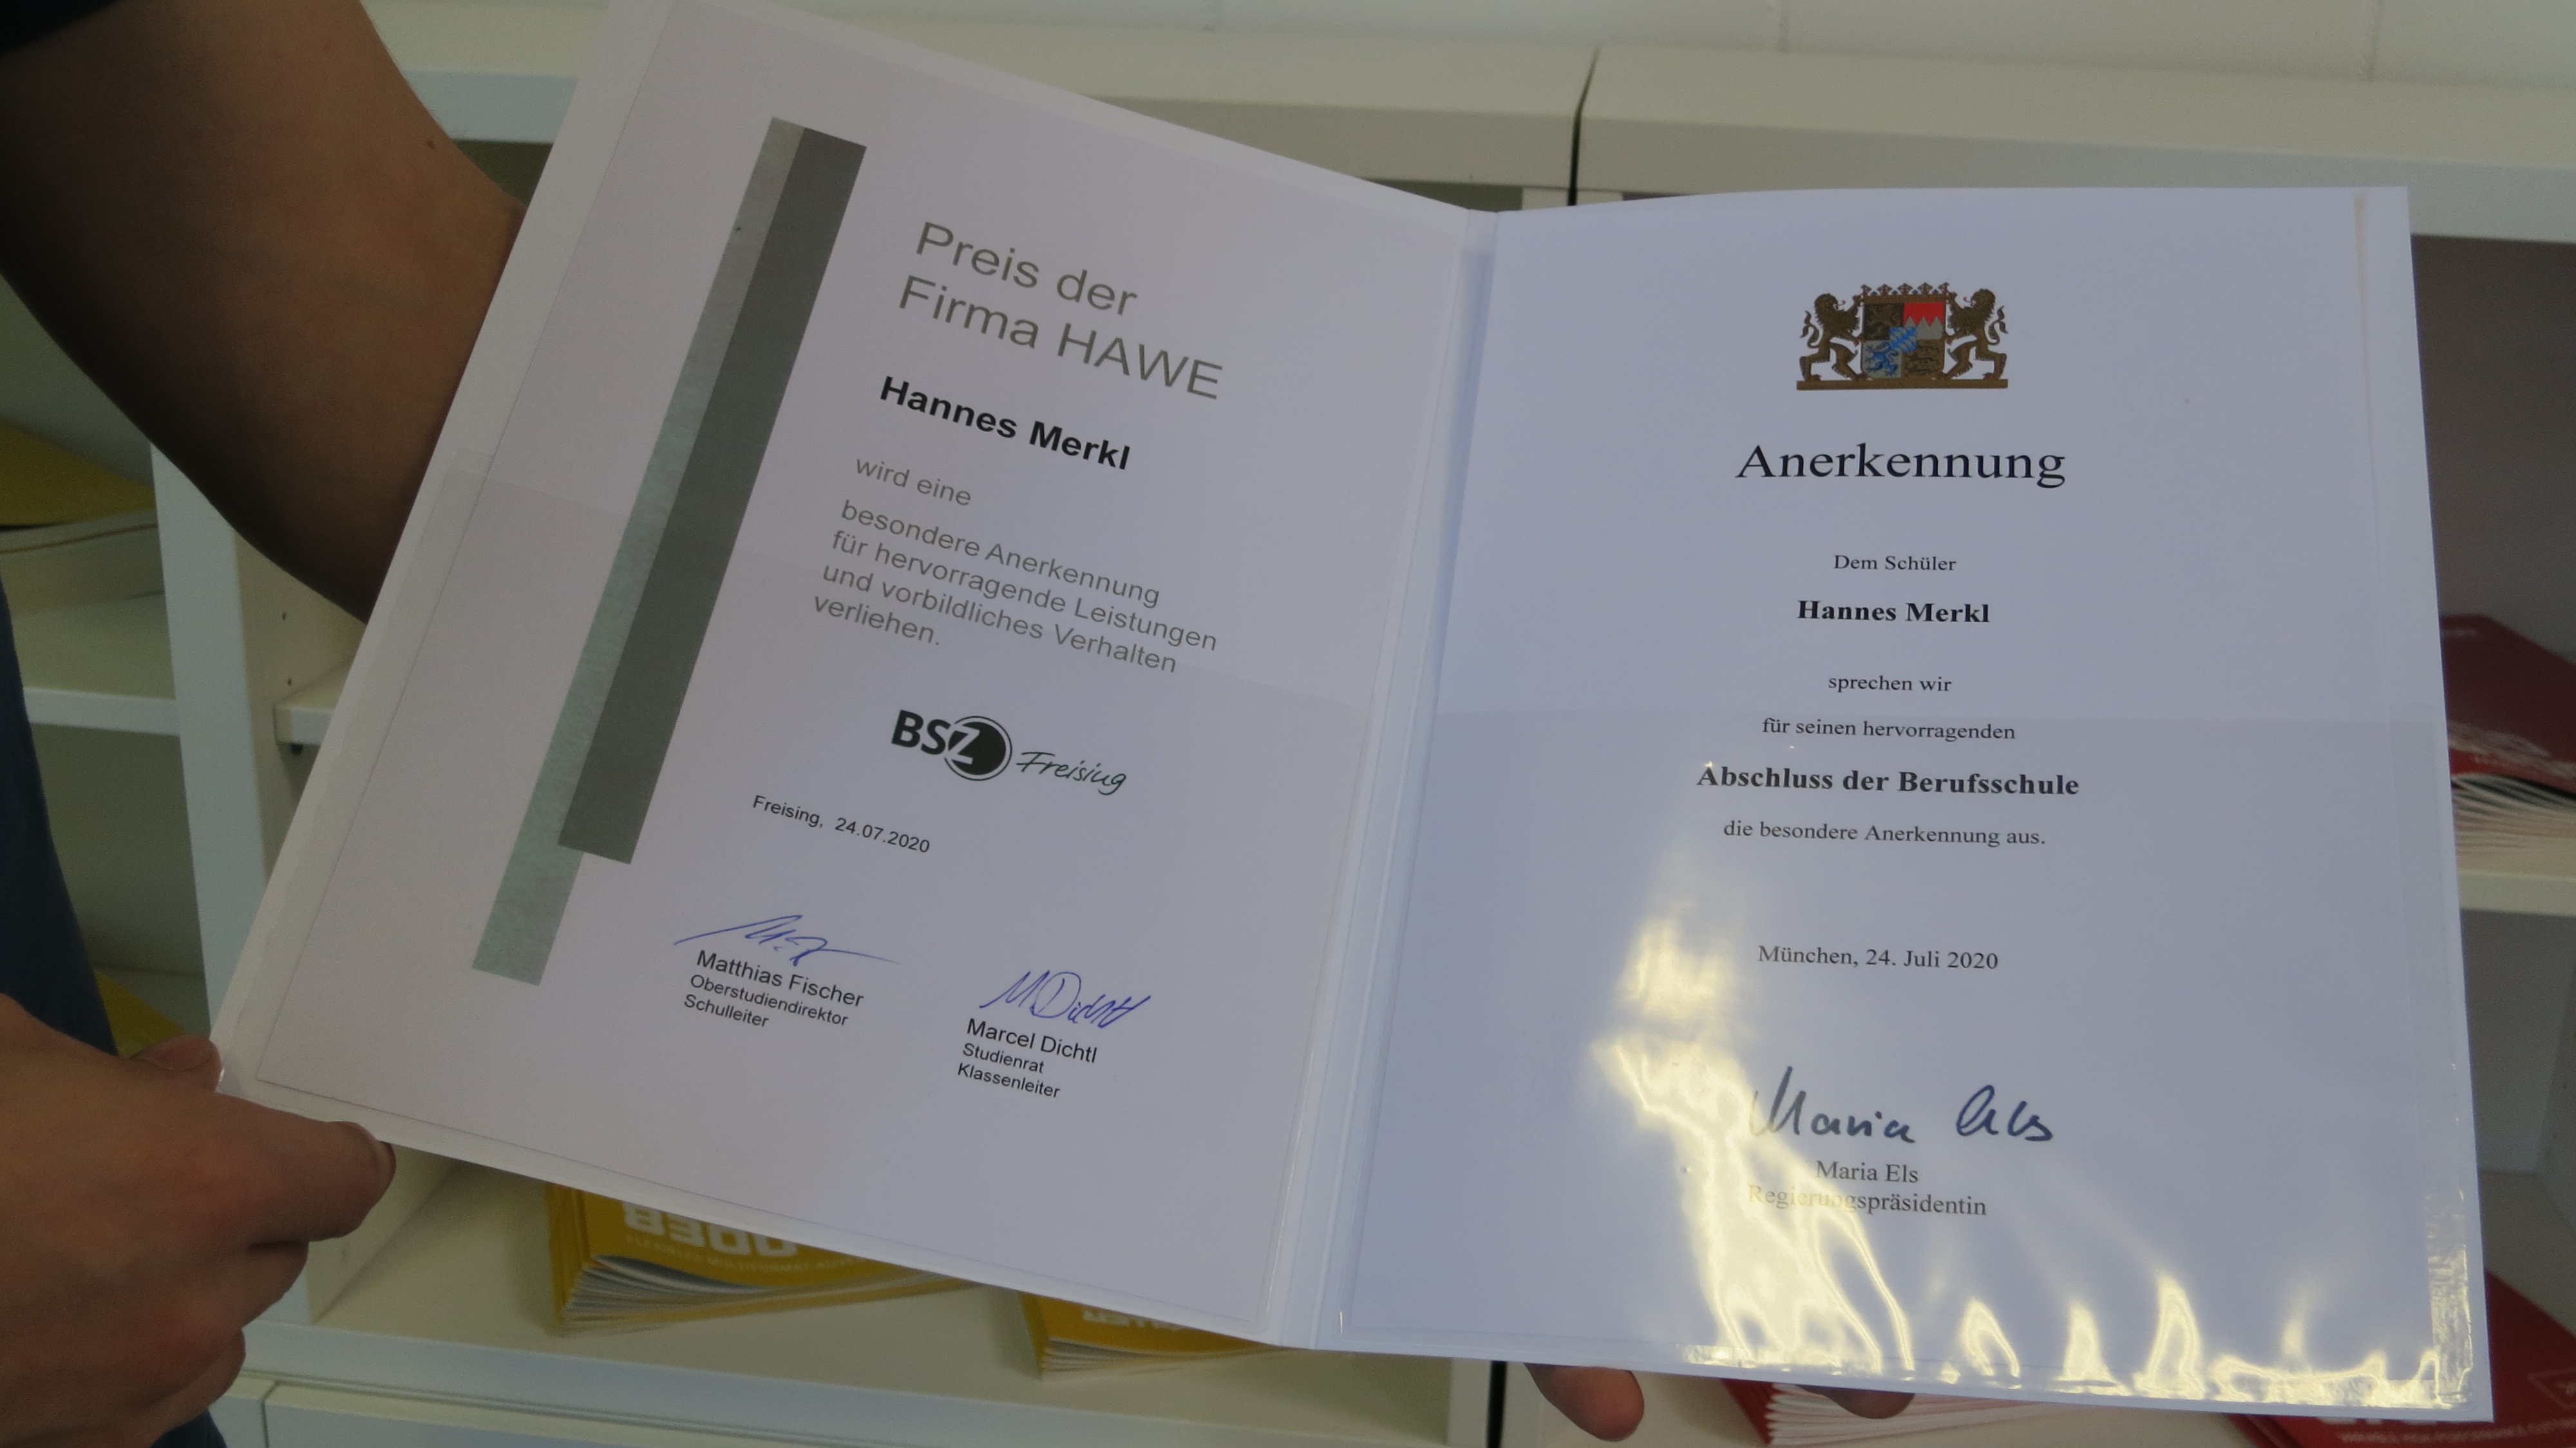 Preis der
Firma HAWE
Hannes Merkl
wird eine
besondere Anerkennung
für hervorragende Leistungen
und vorbildliches Verhalten
verliehen.
BSZ Freising
Freising, 24.07.2020
Matthias Fischer
Oberstudiendirektor
Schulleiter
M Dichtl
Marcel Dichtl
Studienrat
Klassenleiter
Anerkennung
Dem Schüler
Hannes Merkl
sprechen wir
für seinen hervorragenden
Abschluss der Berufsschule
die besondere Anerkennung aus.
München, 24. Juli 2020
Maria Els
Maria Els
Regierungspräsidentin
8300